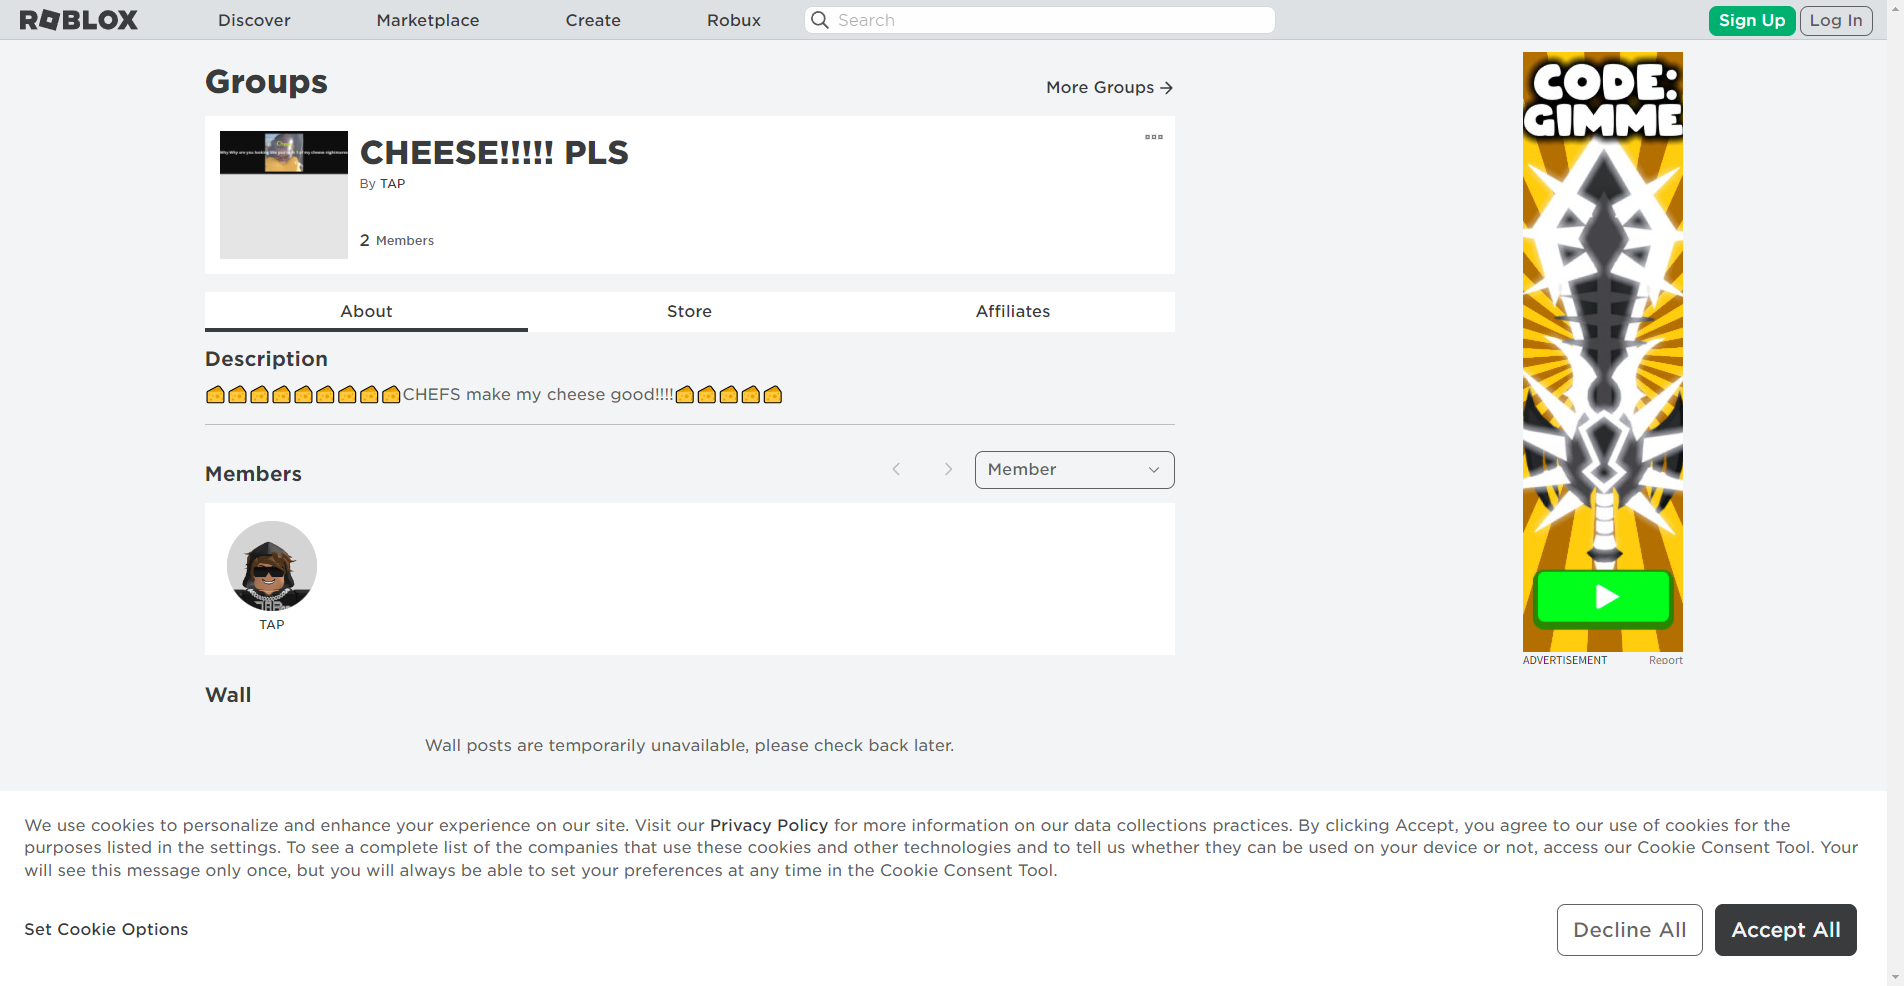 ROBLOX
Discover
Marketplace
Create
Robux
Search
Sign Up
Log In
Groups
More Groups
CHEESE!!!!! PLS
By TAP
2 Members
About
Store
Affiliates
Description
🧀🧀🧀🧀🧀🧀🧀🧀🧀CHEFS make my cheese good!!!!🧀🧀🧀🧀🧀
Members
Member
TAP
Wall
Wall posts are temporarily unavailable, please check back later.
CODE:
GIMME
ADVERTISEMENT
Report
We use cookies to personalize and enhance your experience on our site. Visit our Privacy Policy for more information on our data collections practices. By clicking Accept, you agree to our use of cookies for the
purposes listed in the settings. To see a complete list of the companies that use these cookies and other technologies and to tell us whether they can be used on your device or not, access our Cookie Consent Tool. Your
will see this message only once, but you will always be able to set your preferences at any time in the Cookie Consent Tool.
Set Cookie Options
Decline All
Accept All